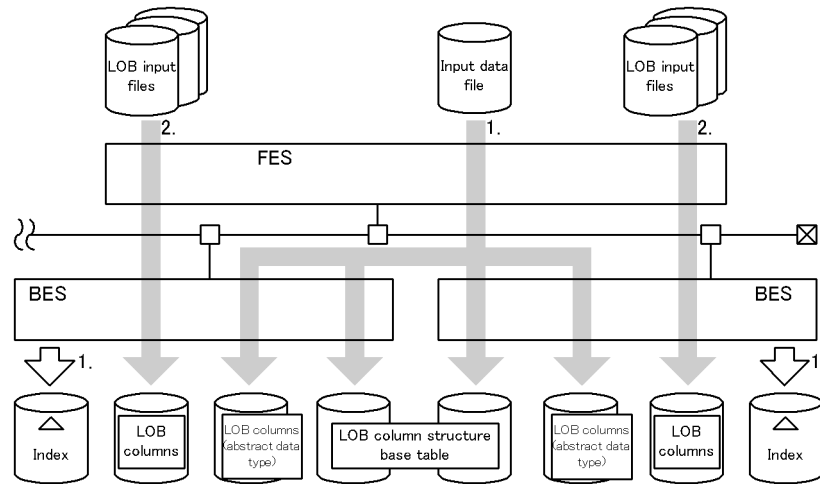 LOB input
files
Input data
file
LOB input
files
2.
1.
2.
FES
BES
BES
1.
1
Index
LOB
columns
LOB columns
(abstract data
type)
LOB column structure
base table
LOB columns
(abstract data
type)
LOB
columns
Index